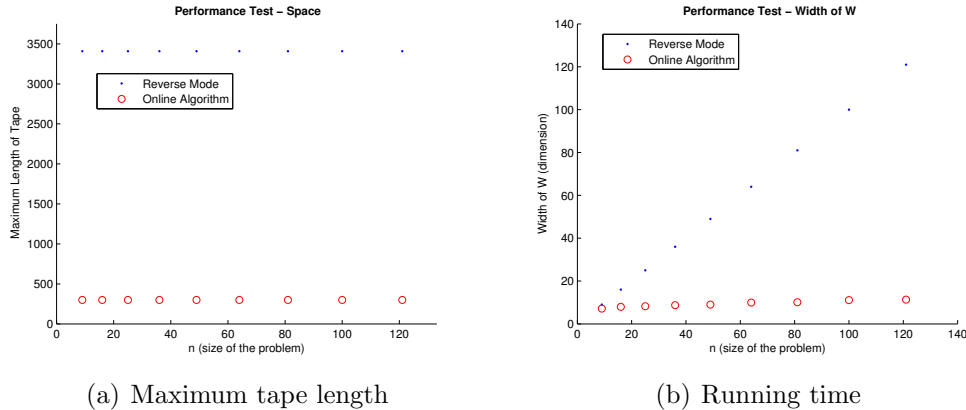 Performance Test – Space
3500
3000
2500
2000
1500
1000
500
0
Maximum Length of Tape
Reverse Mode
Online Algorithm
0 20 40 60 80 100 120
n (size of the problem)
(a) Maximum tape length
Performance Test – Width of W
140
120
100
80
60
40
20
0
Width of W (dimension)
Reverse Mode
Online Algorithm
0 20 40 60 80 100 120 140
n (size of the problem)
(b) Running time